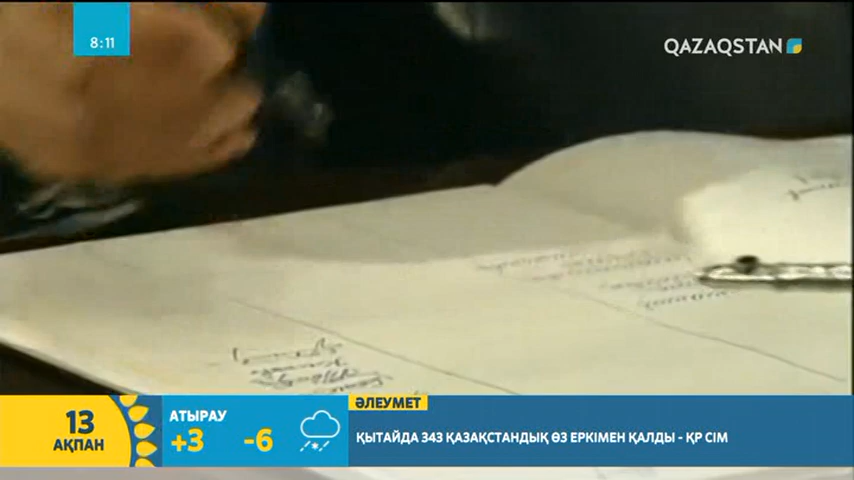 8:11
QAZAQSTAN
ӘЛЕУМЕТ
13
АҚПАН
АТЫРАУ
+3 -6
ҚЫТАЙДА 343 ҚАЗАҚСТАНДЫҚ ӨЗ ЕРКІМЕН ҚАЛДЫ - ҚР СІМ